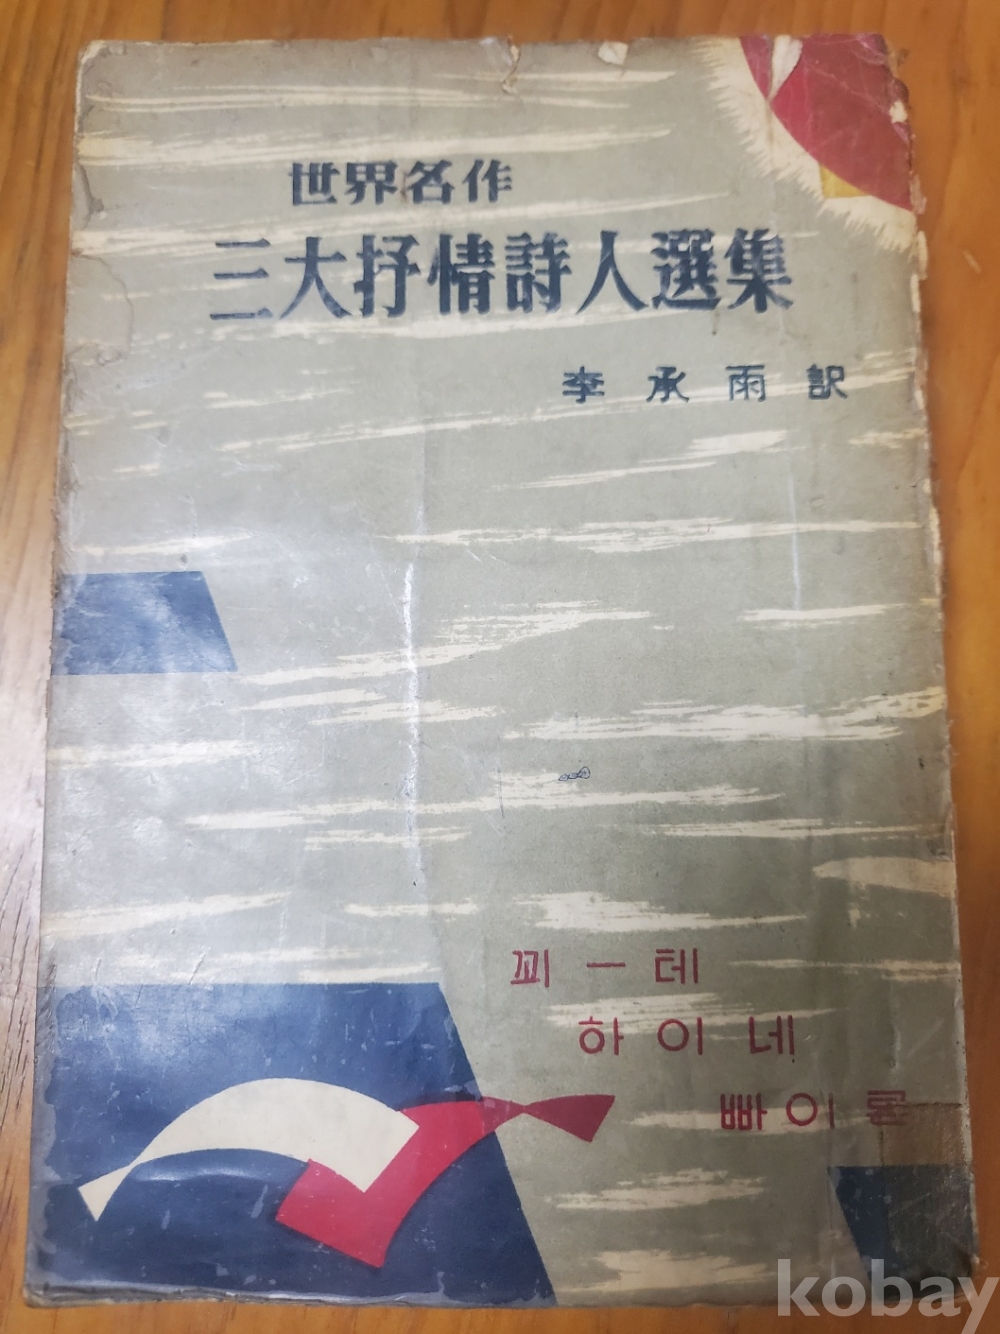 世界名作
三大抒情詩人選集
李承雨訳
꾀ー테
하이네
빠이론
kobay